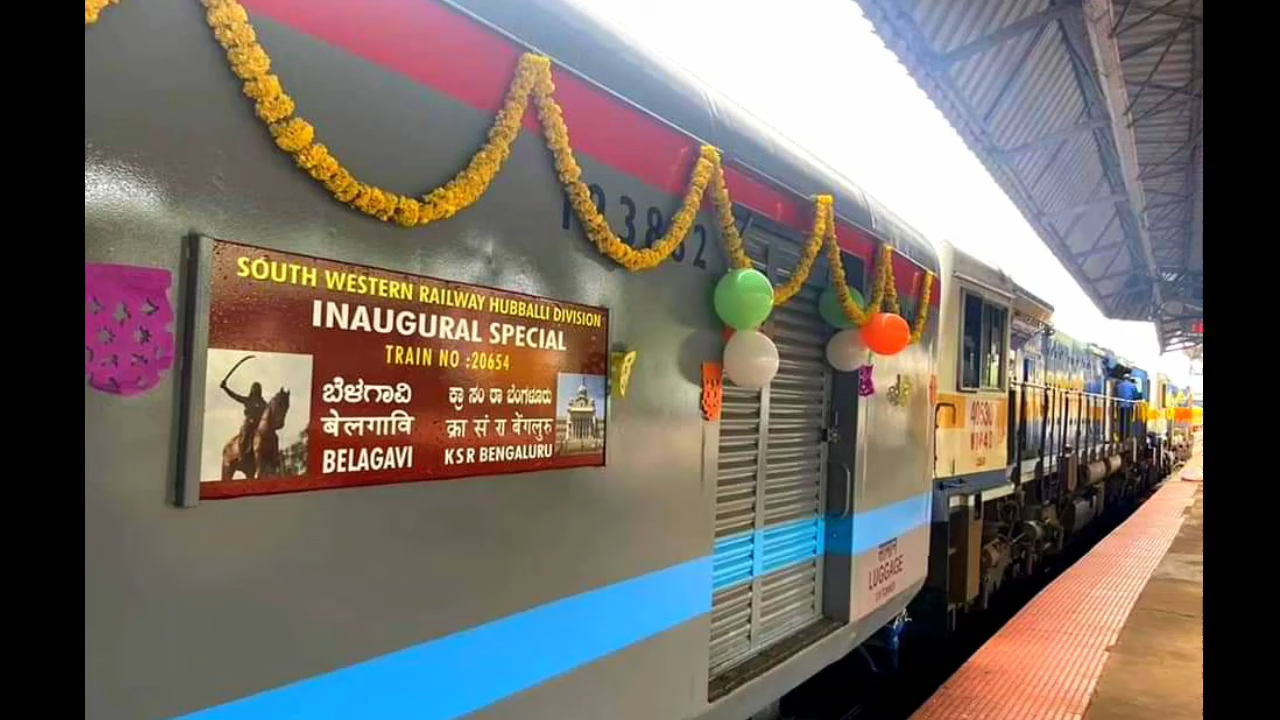 SOUTH WESTERN RAILWAY HUBBALLI DIVISION
INAUGURAL SPECIAL
TRAIN NO :20654
ಬೆಳಗಾವಿ ಕ್ರಾ ಸಂ ರಾ ಬೆಂಗಳೂರು
बेलगावि क्रा सं रा बेंगलुरु
BELAGAVI KSR BENGALURU
सामान
LUGGAGE